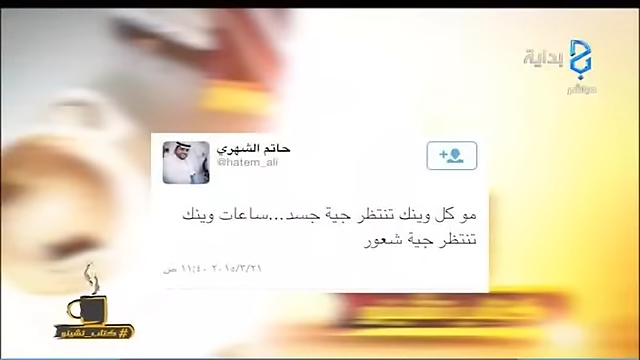 بداية
مباشر
حاتم الشهري
@hatem_ali
مو كل وينك تنتظر جية جسد...ساعات وينك
تنتظر جية شعور
٢٠١٥/٣/٢١ ١١:٤٠ ص
#كتاب_تشينو